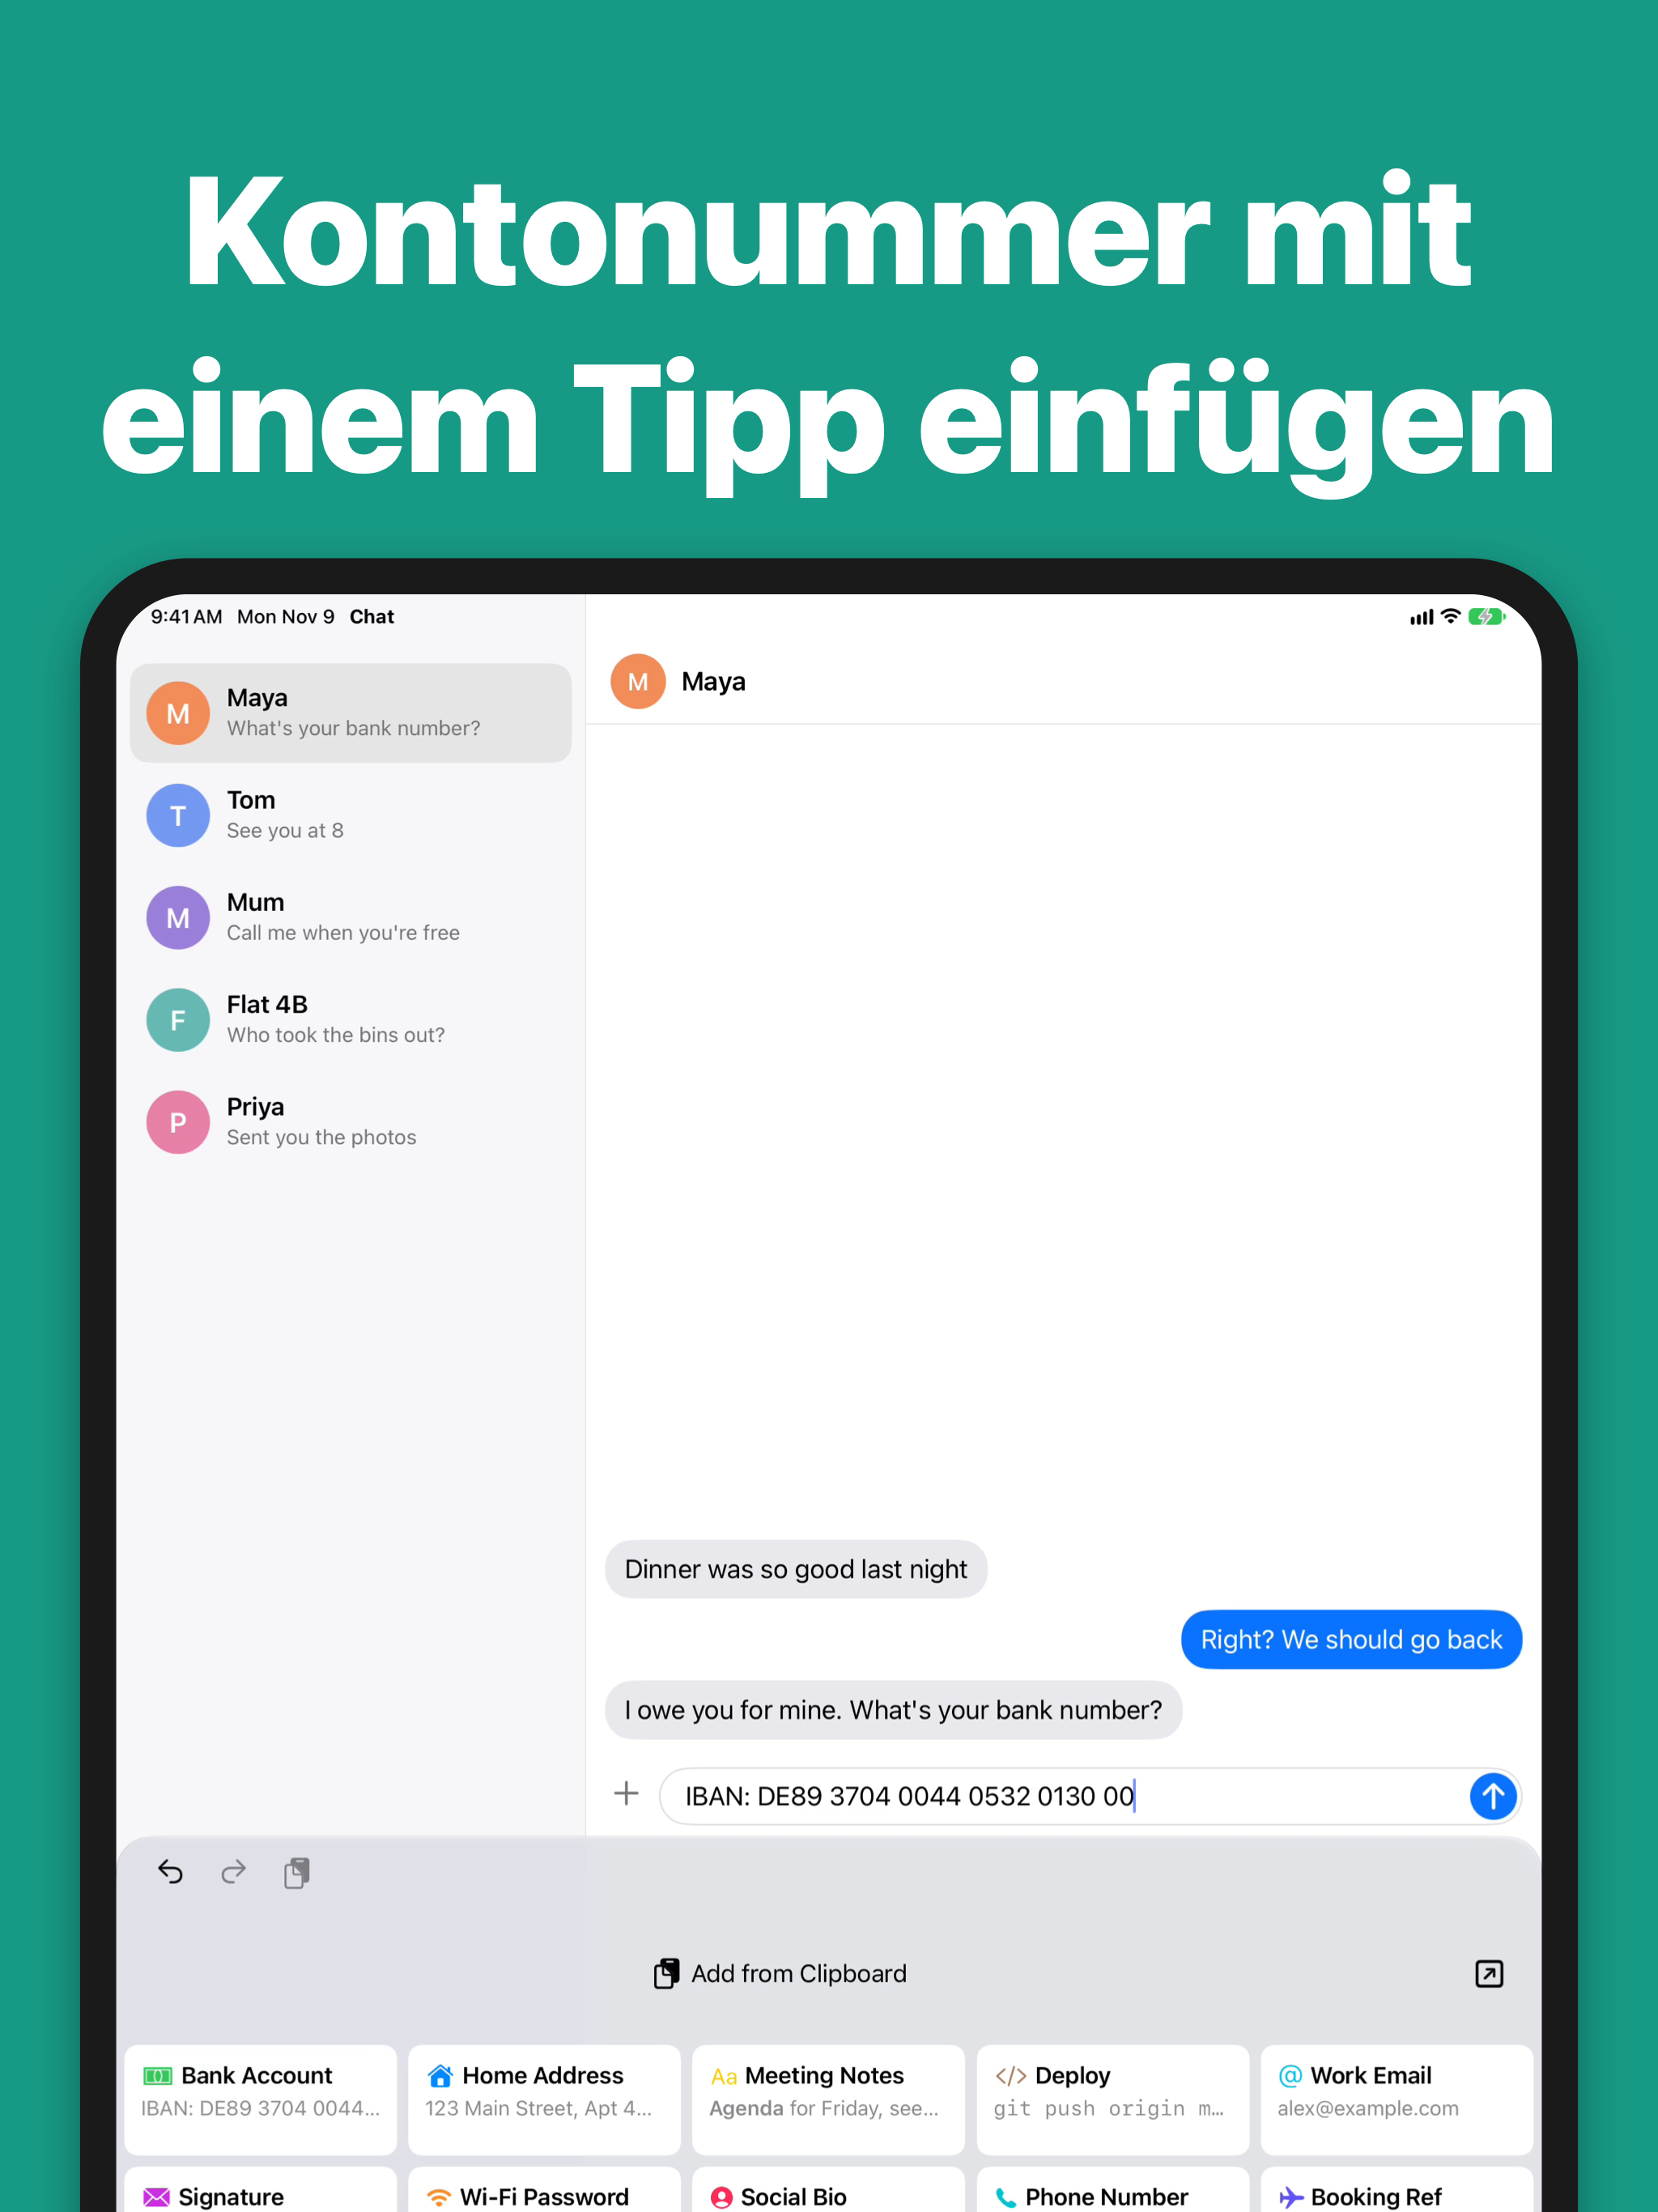 Kontonummer mit
einem Tipp einfügen
9:41 AM Mon Nov 9 Chat
M
Maya
What's your bank number?
T
Tom
See you at 8
M
Mum
Call me when you're free
F
Flat 4B
Who took the bins out?
P
Priya
Sent you the photos
M Maya
Dinner was so good last night
Right? We should go back
I owe you for mine. What's your bank number?
IBAN: DE89 3704 0044 0532 0130 00
Add from Clipboard
Bank Account
IBAN: DE89 3704 0044...
Home Address
123 Main Street, Apt 4...
Aa Meeting Notes
Agenda for Friday, see...
</> Deploy
git push origin m...
@ Work Email
alex@example.com
Signature
Wi-Fi Password
Social Bio
Phone Number
Booking Ref